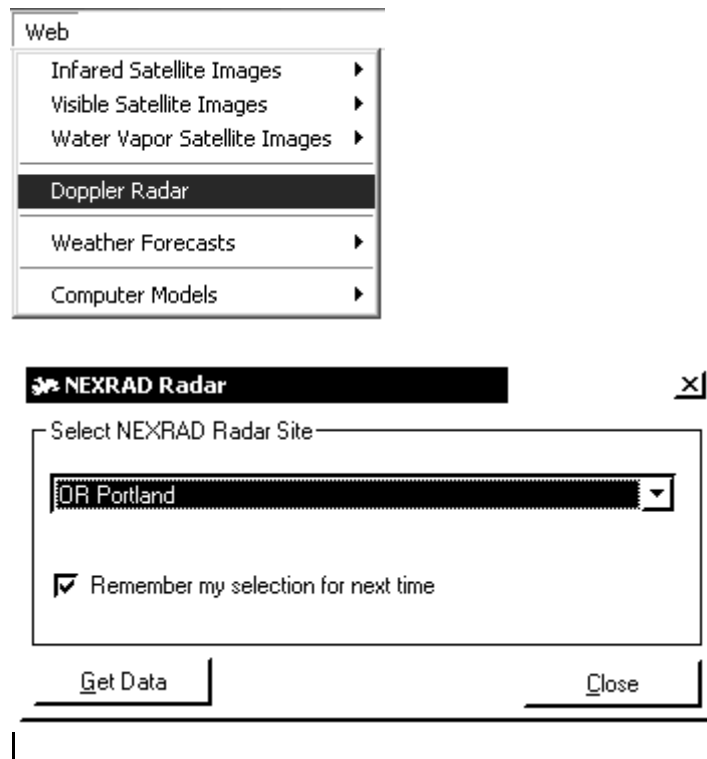 Web
Infared Satellite Images
Visible Satellite Images
Water Vapor Satellite Images
Doppler Radar
Weather Forecasts
Computer Models
NEXRAD Radar
Select NEXRAD Radar Site
OR Portland
Remember my selection for next time
Get Data
Close